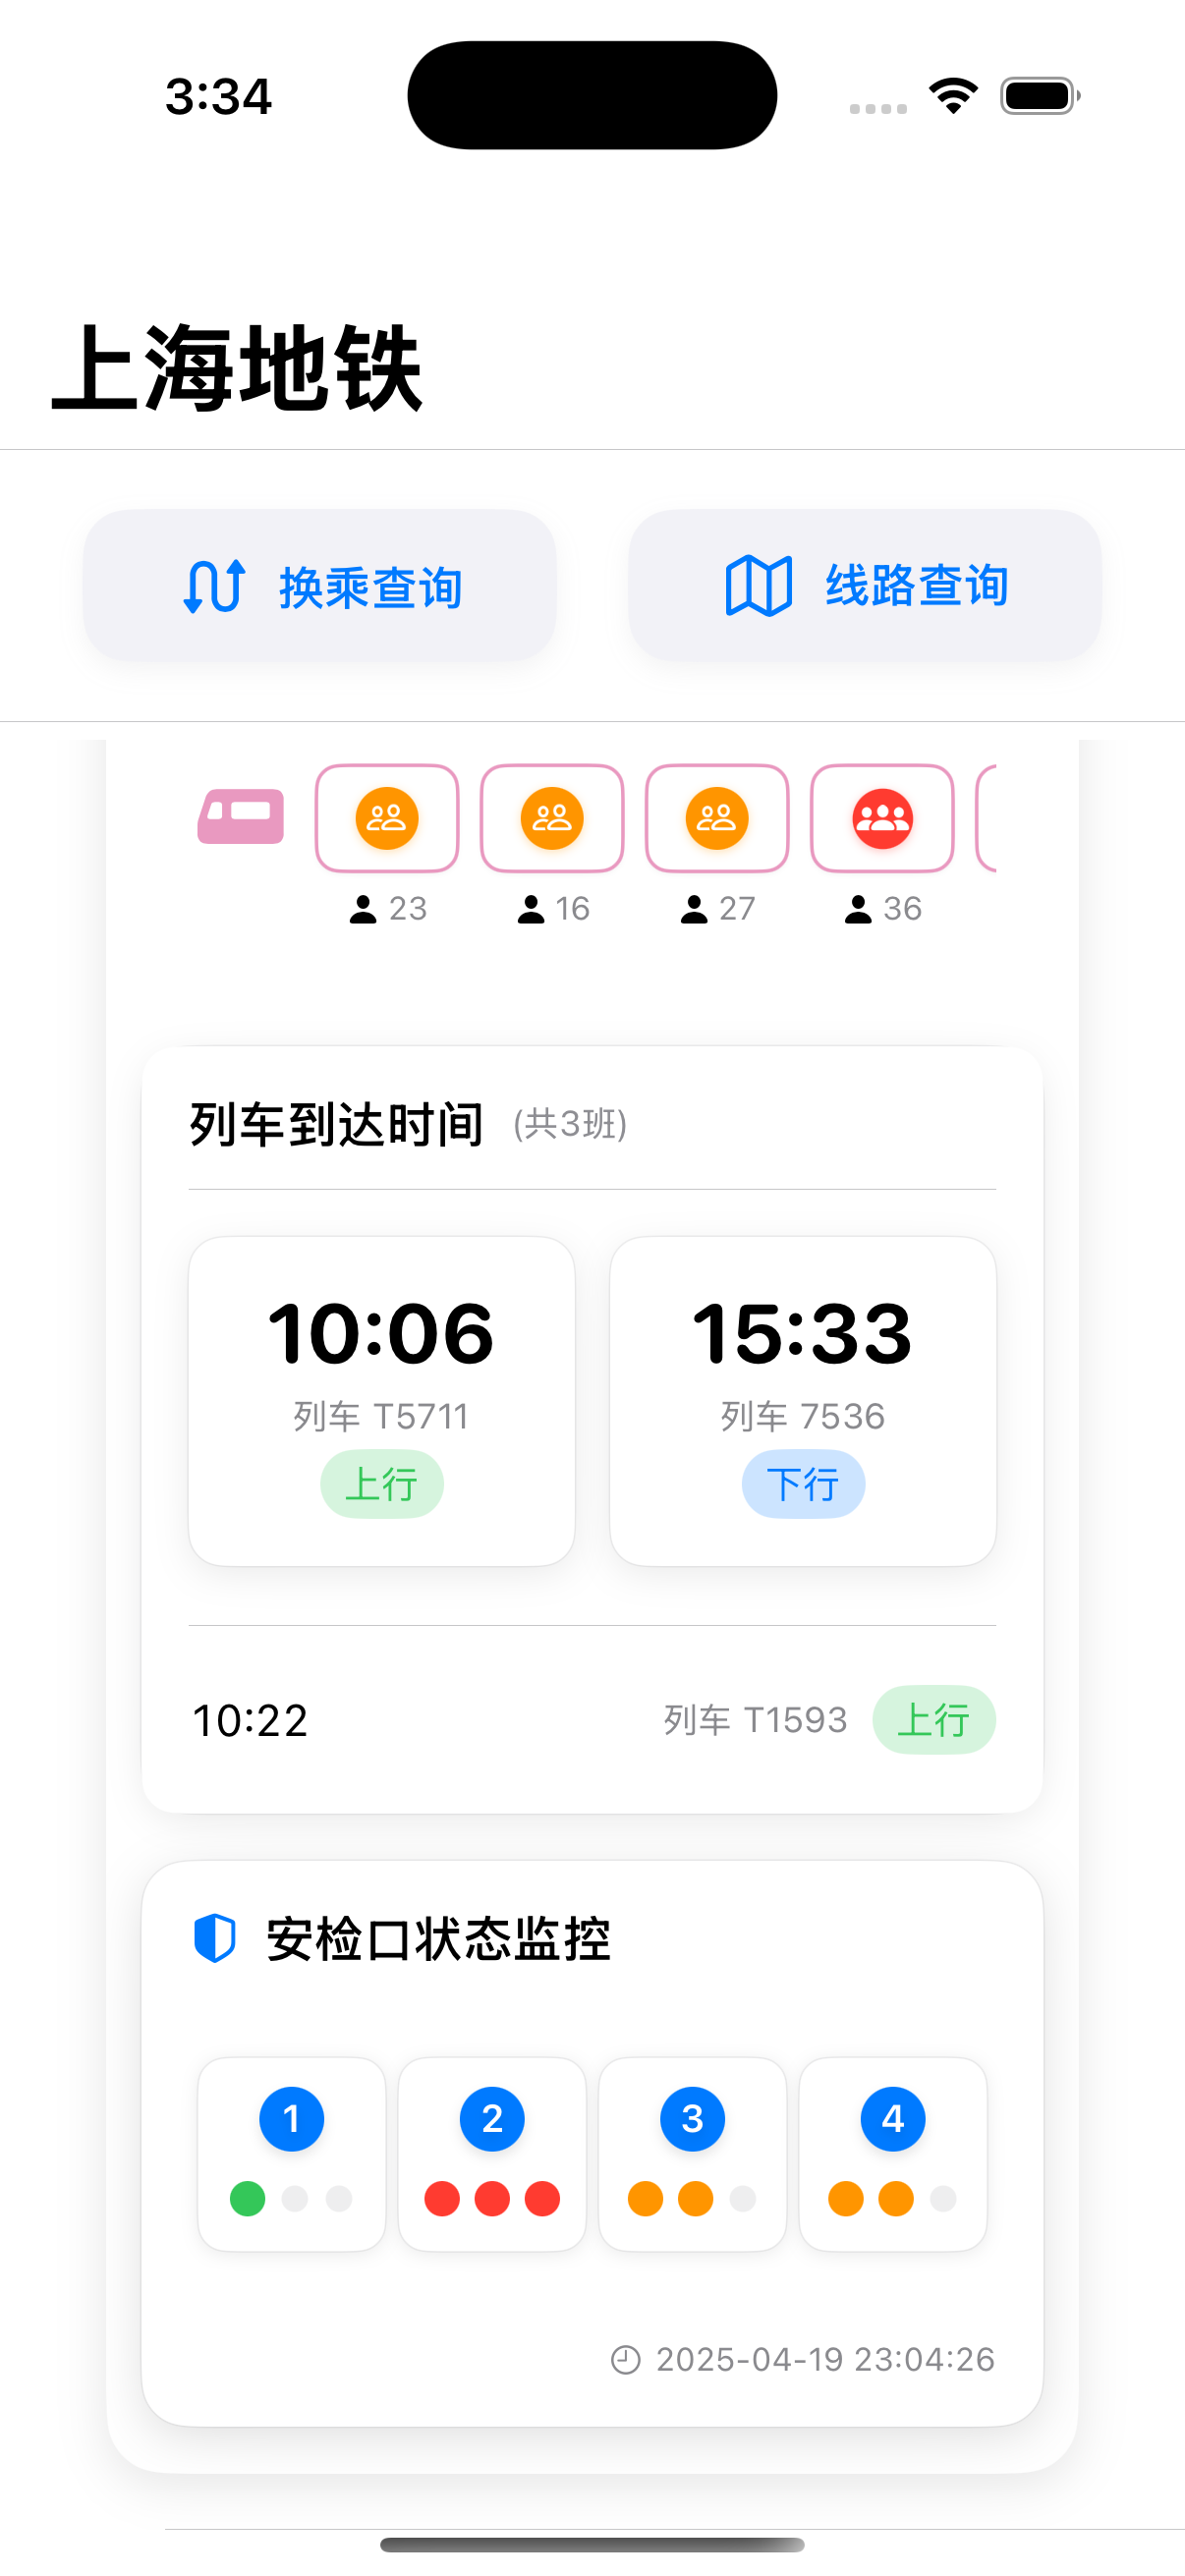 3:34
上海地铁
换乘查询 线路查询
23 16 27 36
列车到达时间 (共3班)
10:06 15:33
列车 T5711 列车 7536
上行 下行
10:22 列车 T1593 上行
安检口状态监控
1 2 3 4
2025-04-19 23:04:26